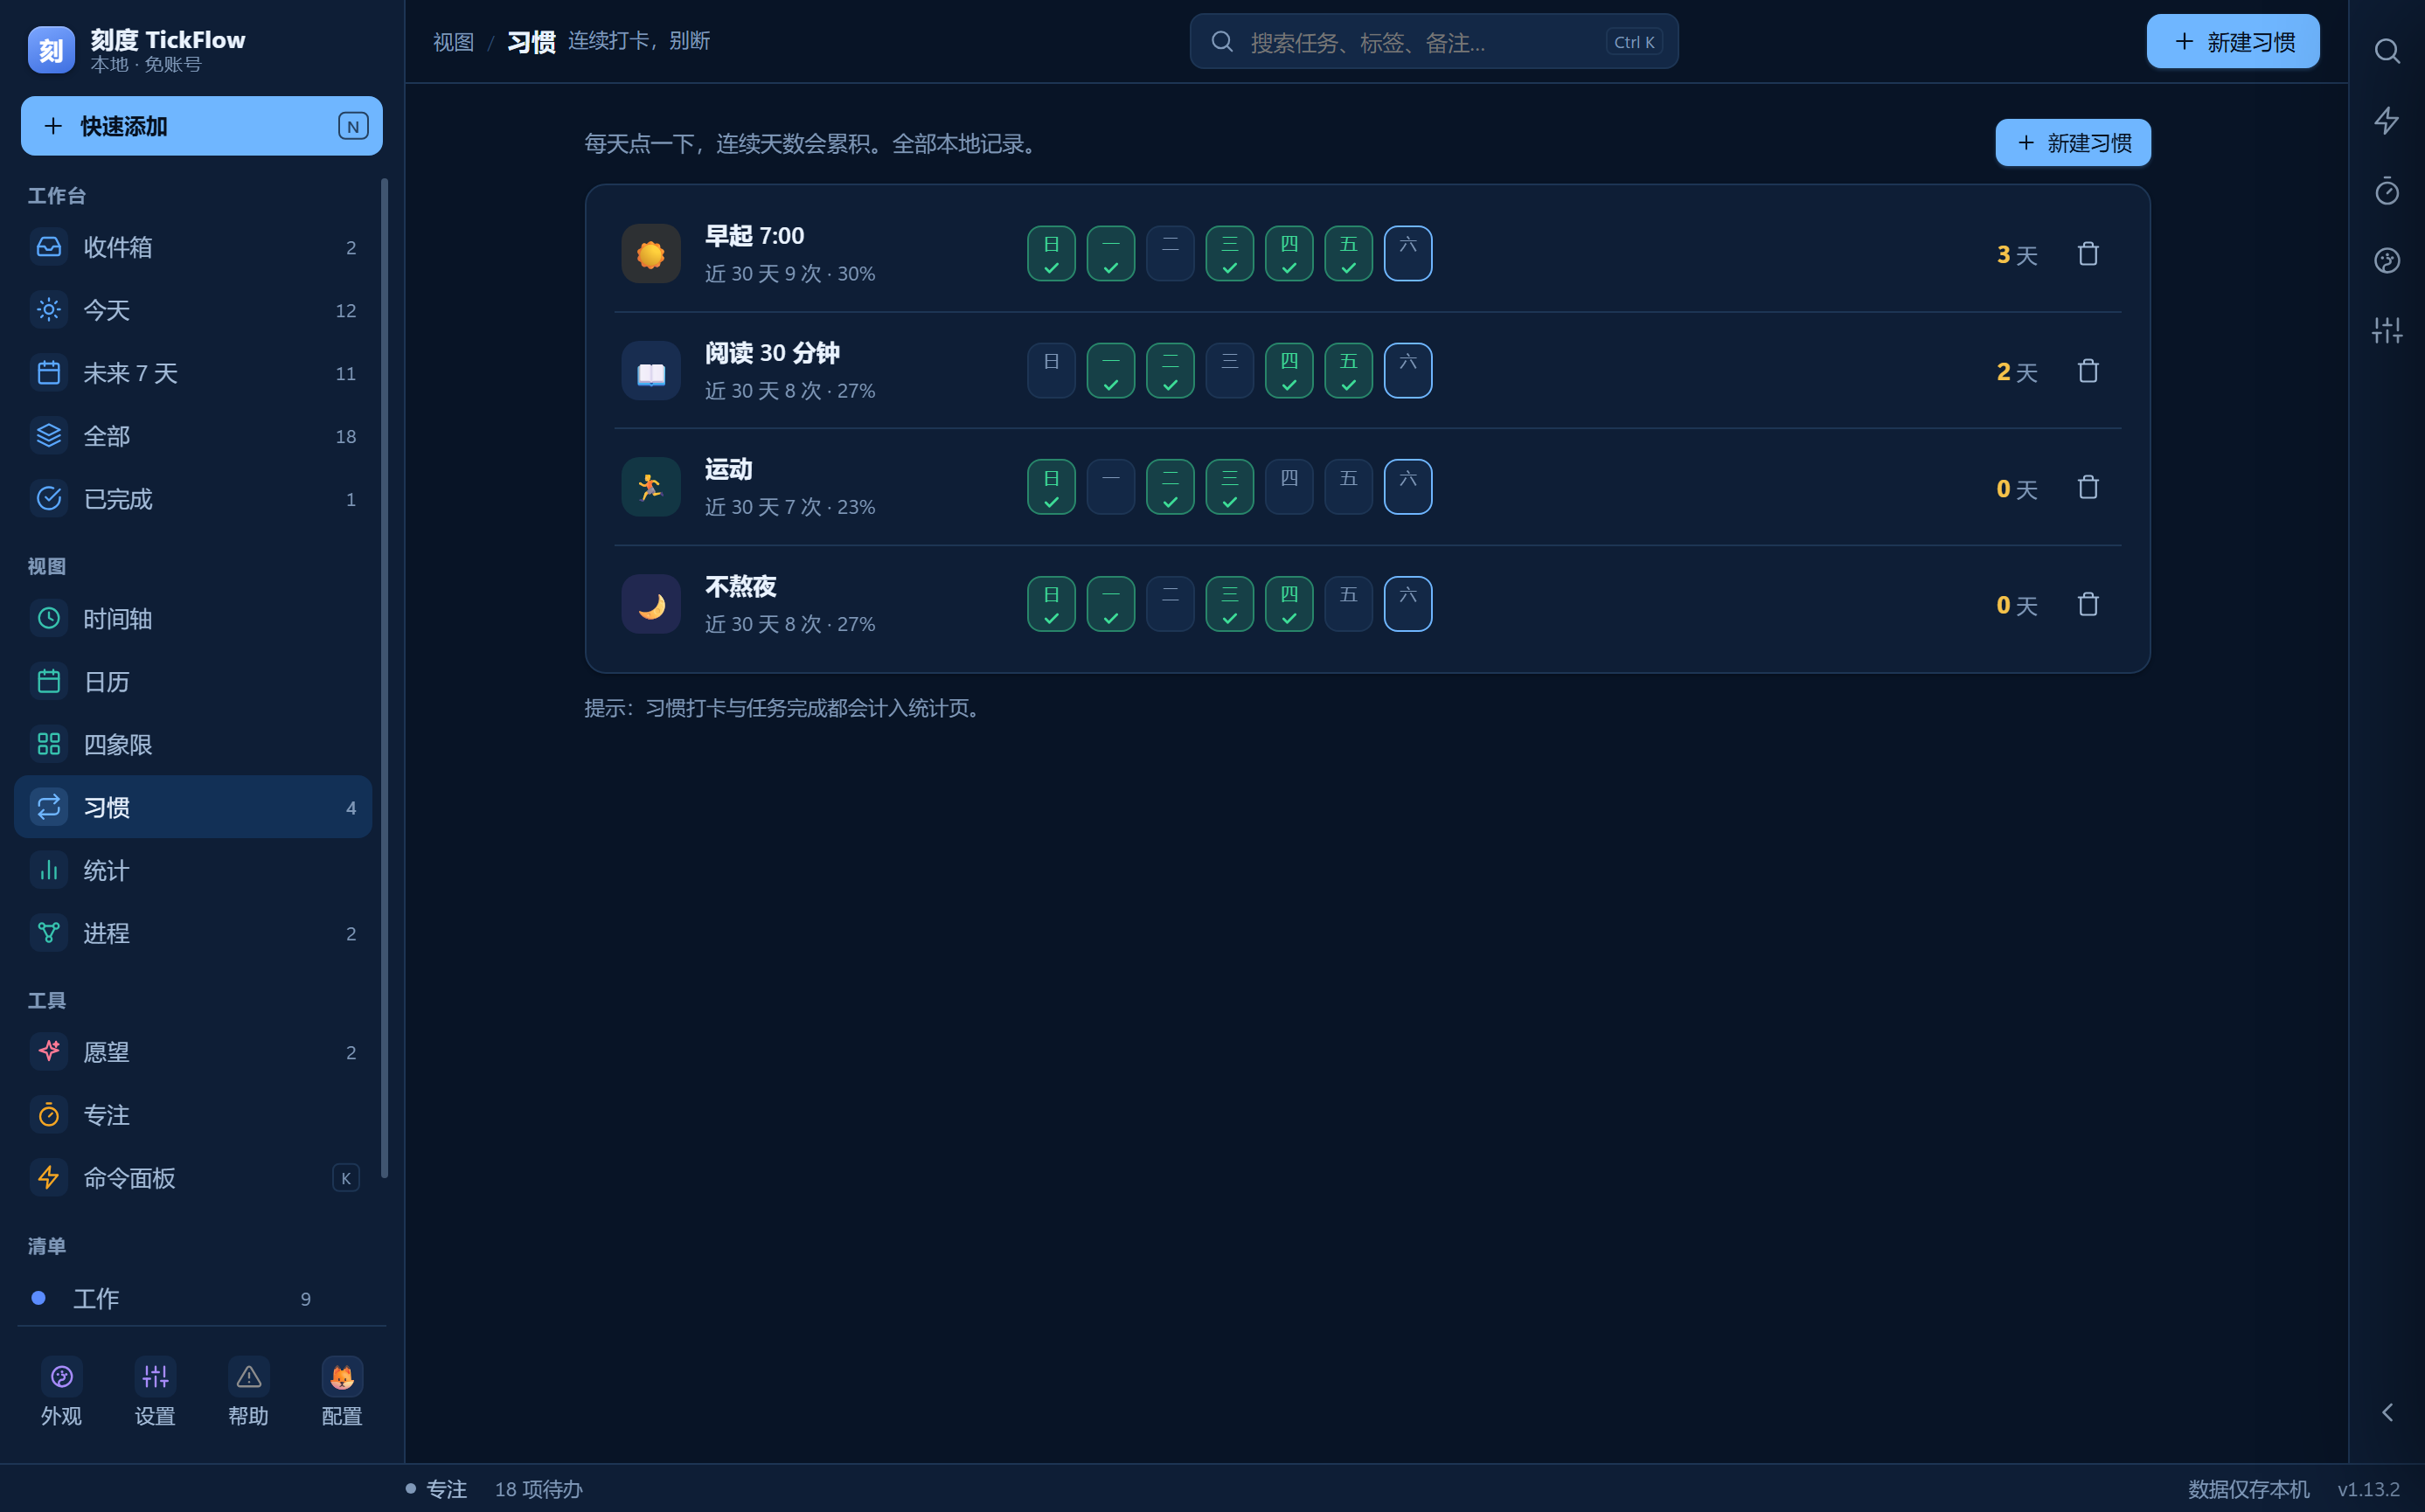 刻
刻度 TickFlow
本地 · 免账号
快速添加 N
工作台
收件箱 2
今天 12
未来 7 天 11
全部 18
已完成 1
视图
时间轴
日历
四象限
习惯 4
统计
进程 2
工具
愿望 2
专注
命令面板 K
清单
工作 9
外观 设置 帮助 配置
视图 / 习惯 连续打卡，别断
搜索任务、标签、备注... Ctrl K
新建习惯
每天点一下，连续天数会累积。全部本地记录。
新建习惯
早起 7:00
近 30 天 9 次 · 30%
日 一 二 三 四 五 六
3 天
阅读 30 分钟
近 30 天 8 次 · 27%
日 一 二 三 四 五 六
2 天
运动
近 30 天 7 次 · 23%
日 一 二 三 四 五 六
0 天
不熬夜
近 30 天 8 次 · 27%
日 一 二 三 四 五 六
0 天
提示：习惯打卡与任务完成都会计入统计页。
专注 18 项待办
数据仅存本机 v1.13.2